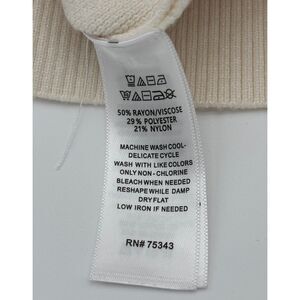 50% RAYON/VISCOSE
29% POLYESTER
21% NYLON
MACHINE WASH COOL-
DELICATE CYCLE
WASH WITH LIKE COLORS
ONLY NON- CHLORINE
BLEACH WHEN NEEDED
RESHAPE WHILE DAMP
DRY FLAT
LOW IRON IF NEEDED
RN# 75343